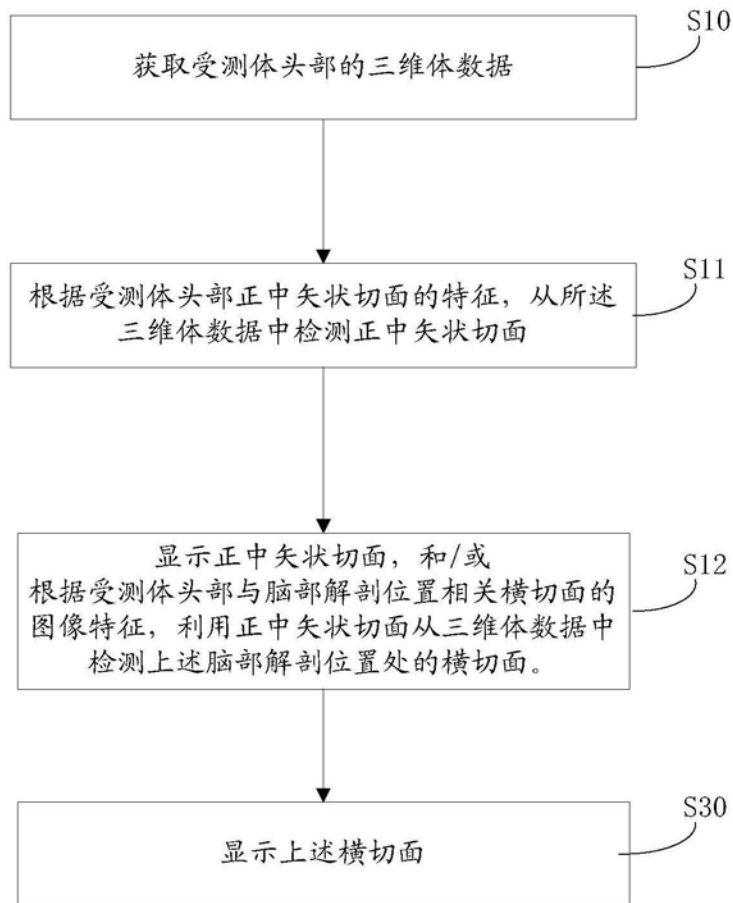 S10
获取受测体头部的三维体数据
S11
根据受测体头部正中矢状切面的特征，从所述
三维体数据中检测正中矢状切面
显示正中矢状切面，和/或
S12
根据受测体头部与脑部解剖位置相关横切面的
图像特征，利用正中矢状切面从三维体数据中
检测上述脑部解剖位置处的横切面。
S30
显示上述横切面